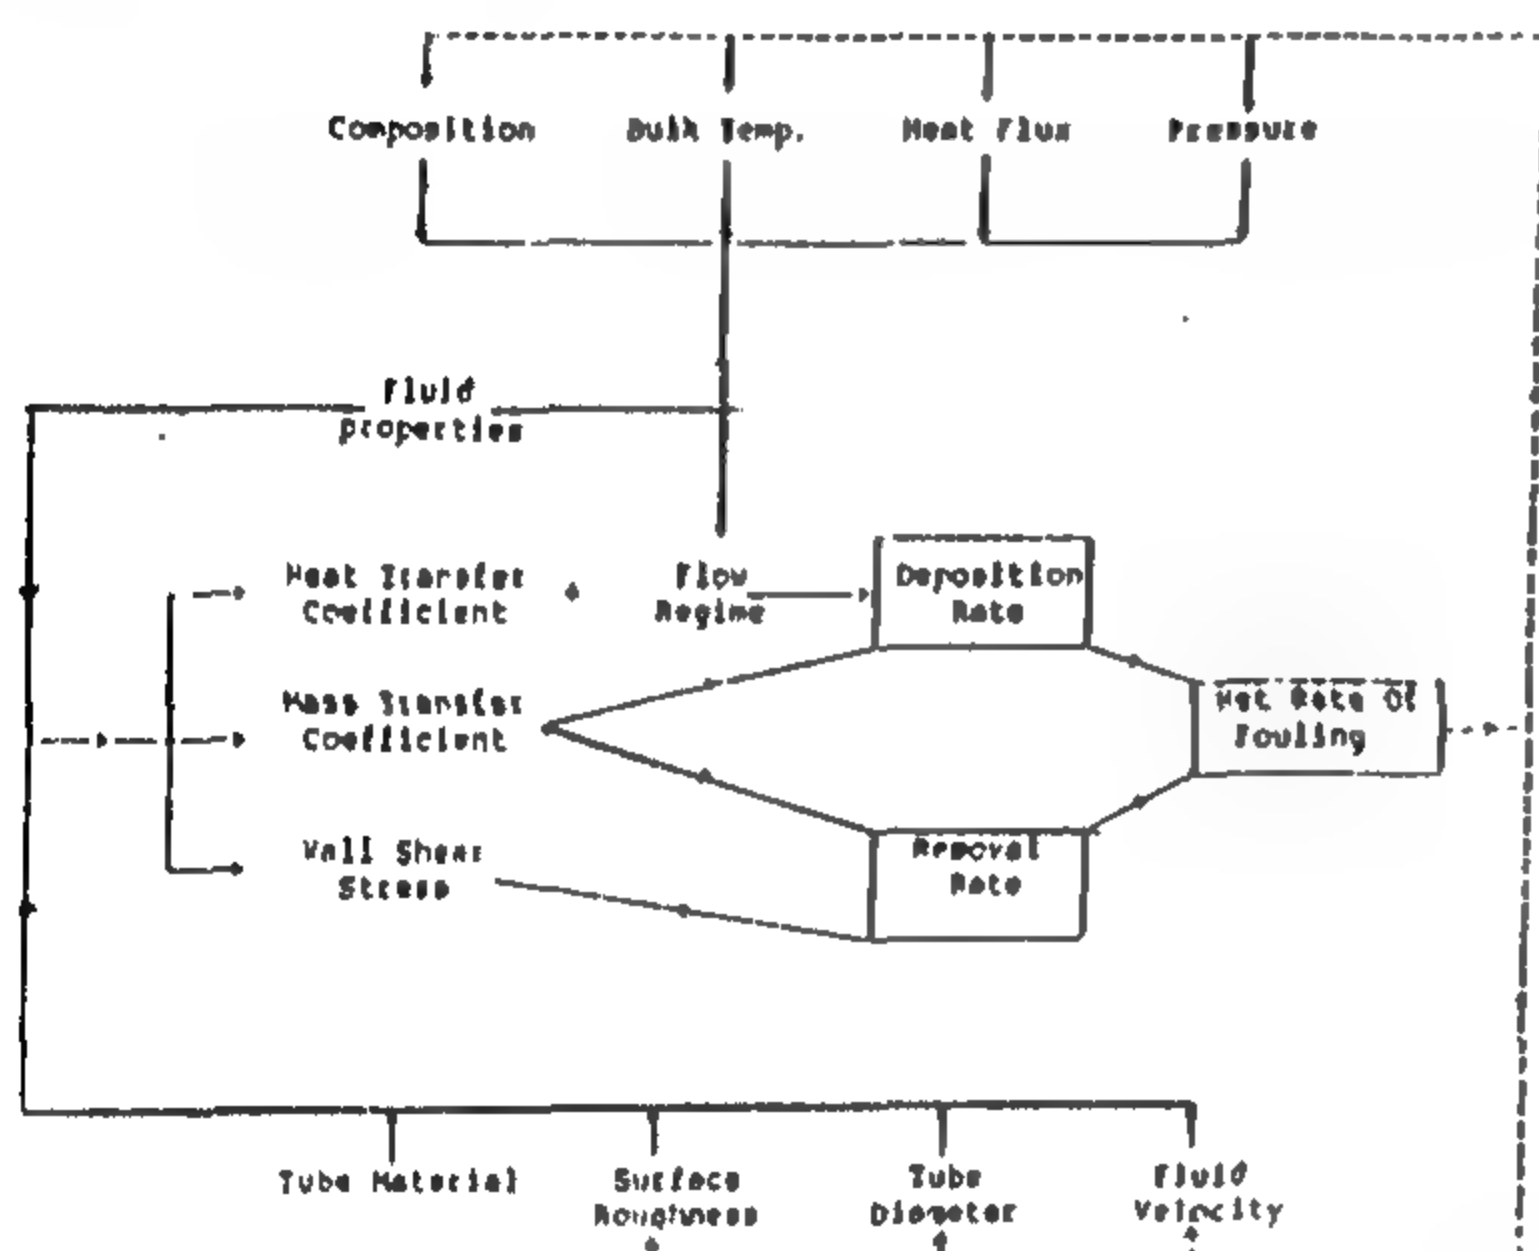 Composition
Bulk Temp.
Heat Flux
Pressure
Fluid
properties
Heat Transfer
Coefficient
Flow
Regime
Deposition
Rate
Mass Transfer
Coefficient
Net Rate Of
Fouling
Wall Shear
Stress
Removal
Rate
Tube Material
Surface
Roughness
Tube
Diameter
Fluid
Velocity